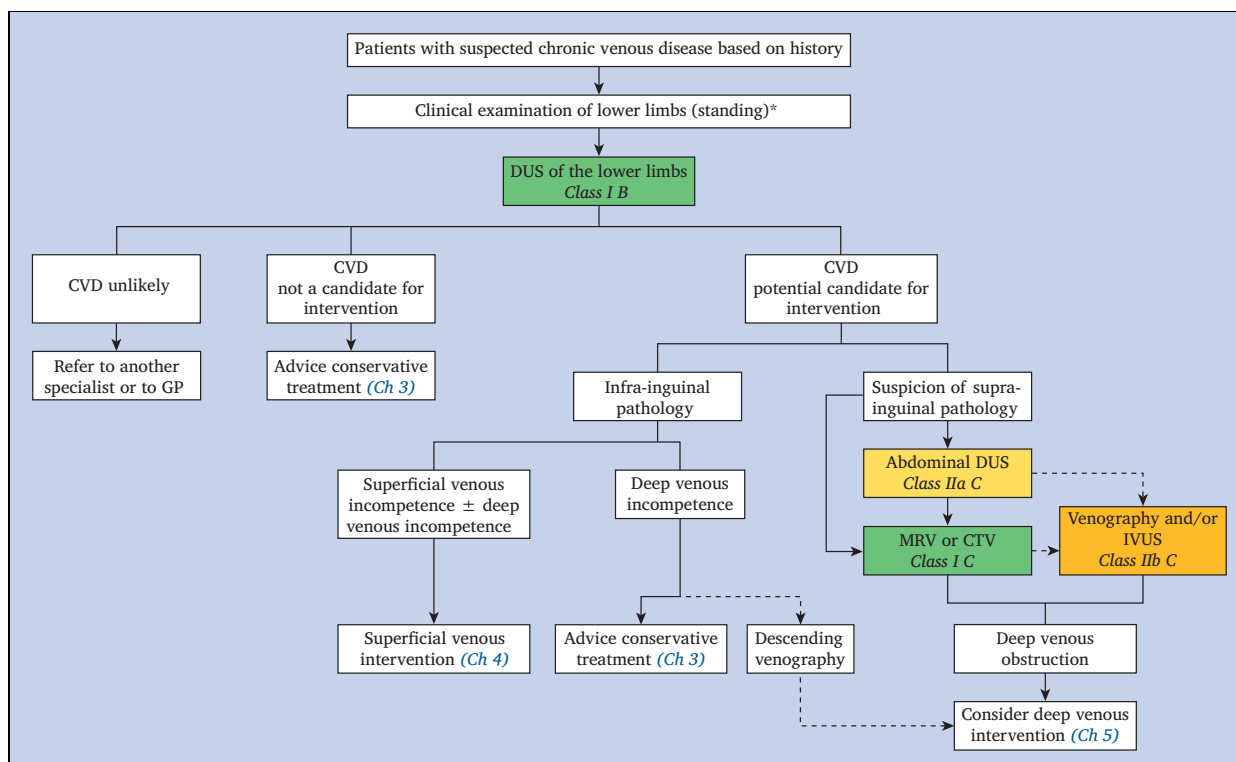 Patients with suspected chronic venous disease based on history
Clinical examination of lower limbs (standing)*
DUS of the lower limbs
Class I B
CVD unlikely
CVD
not a candidate for
intervention
CVD
potential candidate for
intervention
Refer to another
specialist or to GP
Advice conservative
treatment (Ch 3)
Infra-inguinal
pathology
Suspicion of supra-
inguinal pathology
Superficial venous
incompetence ± deep
venous incompetence
Deep venous
incompetence
Abdominal DUS
Class IIa C
MRV or CTV
Class I C
Venography and/or
IVUS
Class IIb C
Superficial venous
intervention (Ch 4)
Advice conservative
treatment (Ch 3)
Descending
venography
Deep venous
obstruction
Consider deep venous
intervention (Ch 5)